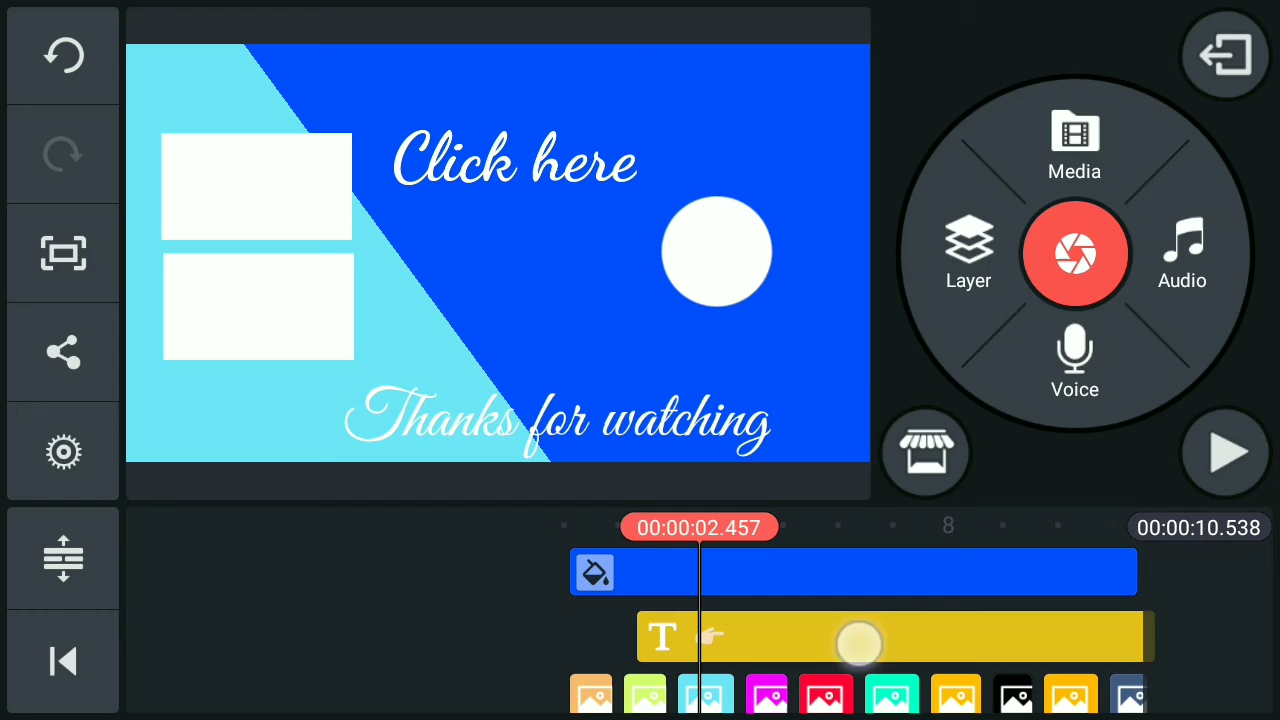 Click here
Thanks for watching
Media
Layer
Audio
Voice
00:00:02.457
8
00:00:10.538
T